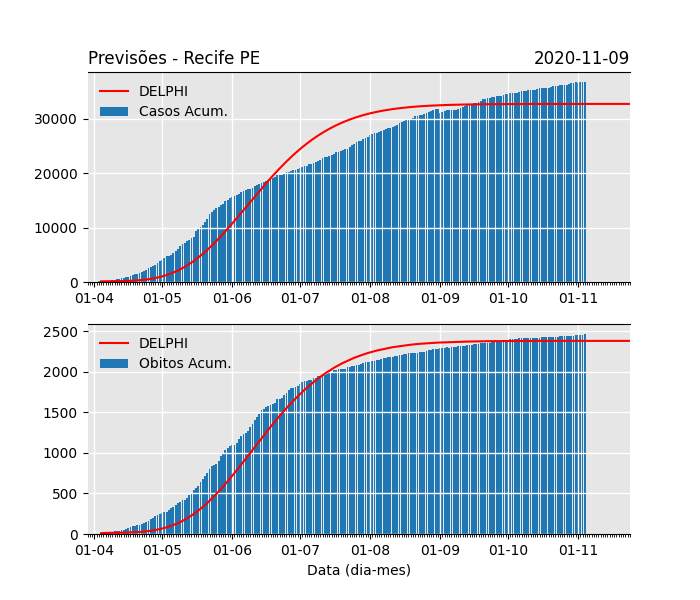 Previsões - Recife PE 2020-11-09
DELPHI
Casos Acum.
30000
20000
10000
0
01-04 01-05 01-06 01-07 01-08 01-09 01-10 01-11
DELPHI
Obitos Acum.
2500
2000
1500
1000
500
0
01-04 01-05 01-06 01-07 01-08 01-09 01-10 01-11
Data (dia-mes)